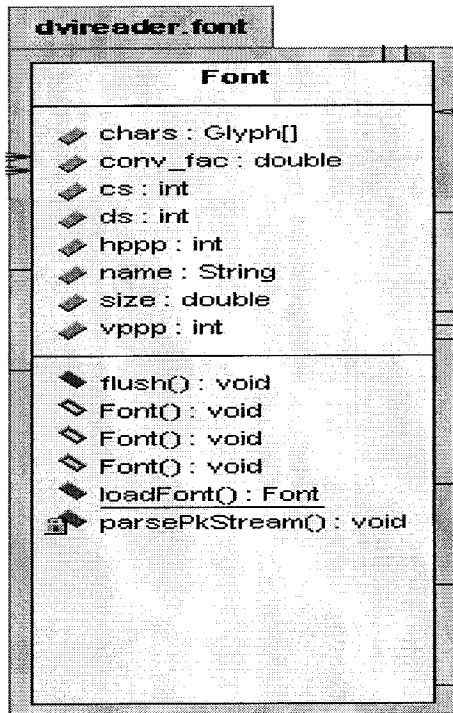 dvireader.font
Font
chars : Glyph[]
conv_fac : double
cs : int
ds : int
hppp : int
name : String
size : double
vppp : int
flush() : void
Font() : void
Font() : void
Font() : void
loadFont() : Font
parsePkStream() : void